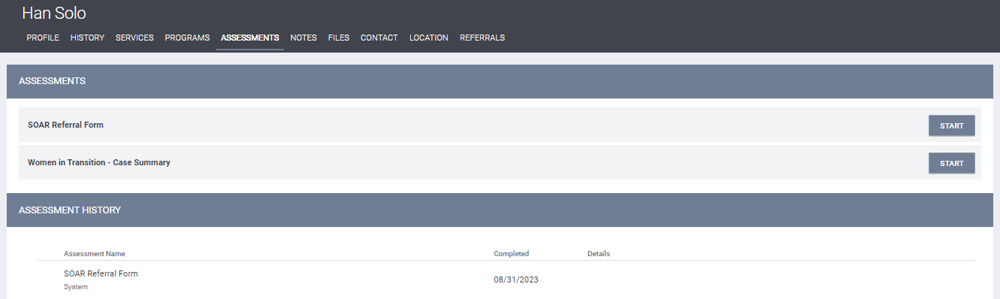 Han Solo
PROFILE HISTORY SERVICES PROGRAMS ASSESSMENTS NOTES FILES CONTACT LOCATION REFERRALS
ASSESSMENTS
SOAR Referral Form START
Women in Transition - Case Summary START
ASSESSMENT HISTORY
Assessment Name Completed Details
SOAR Referral Form
System 08/31/2023